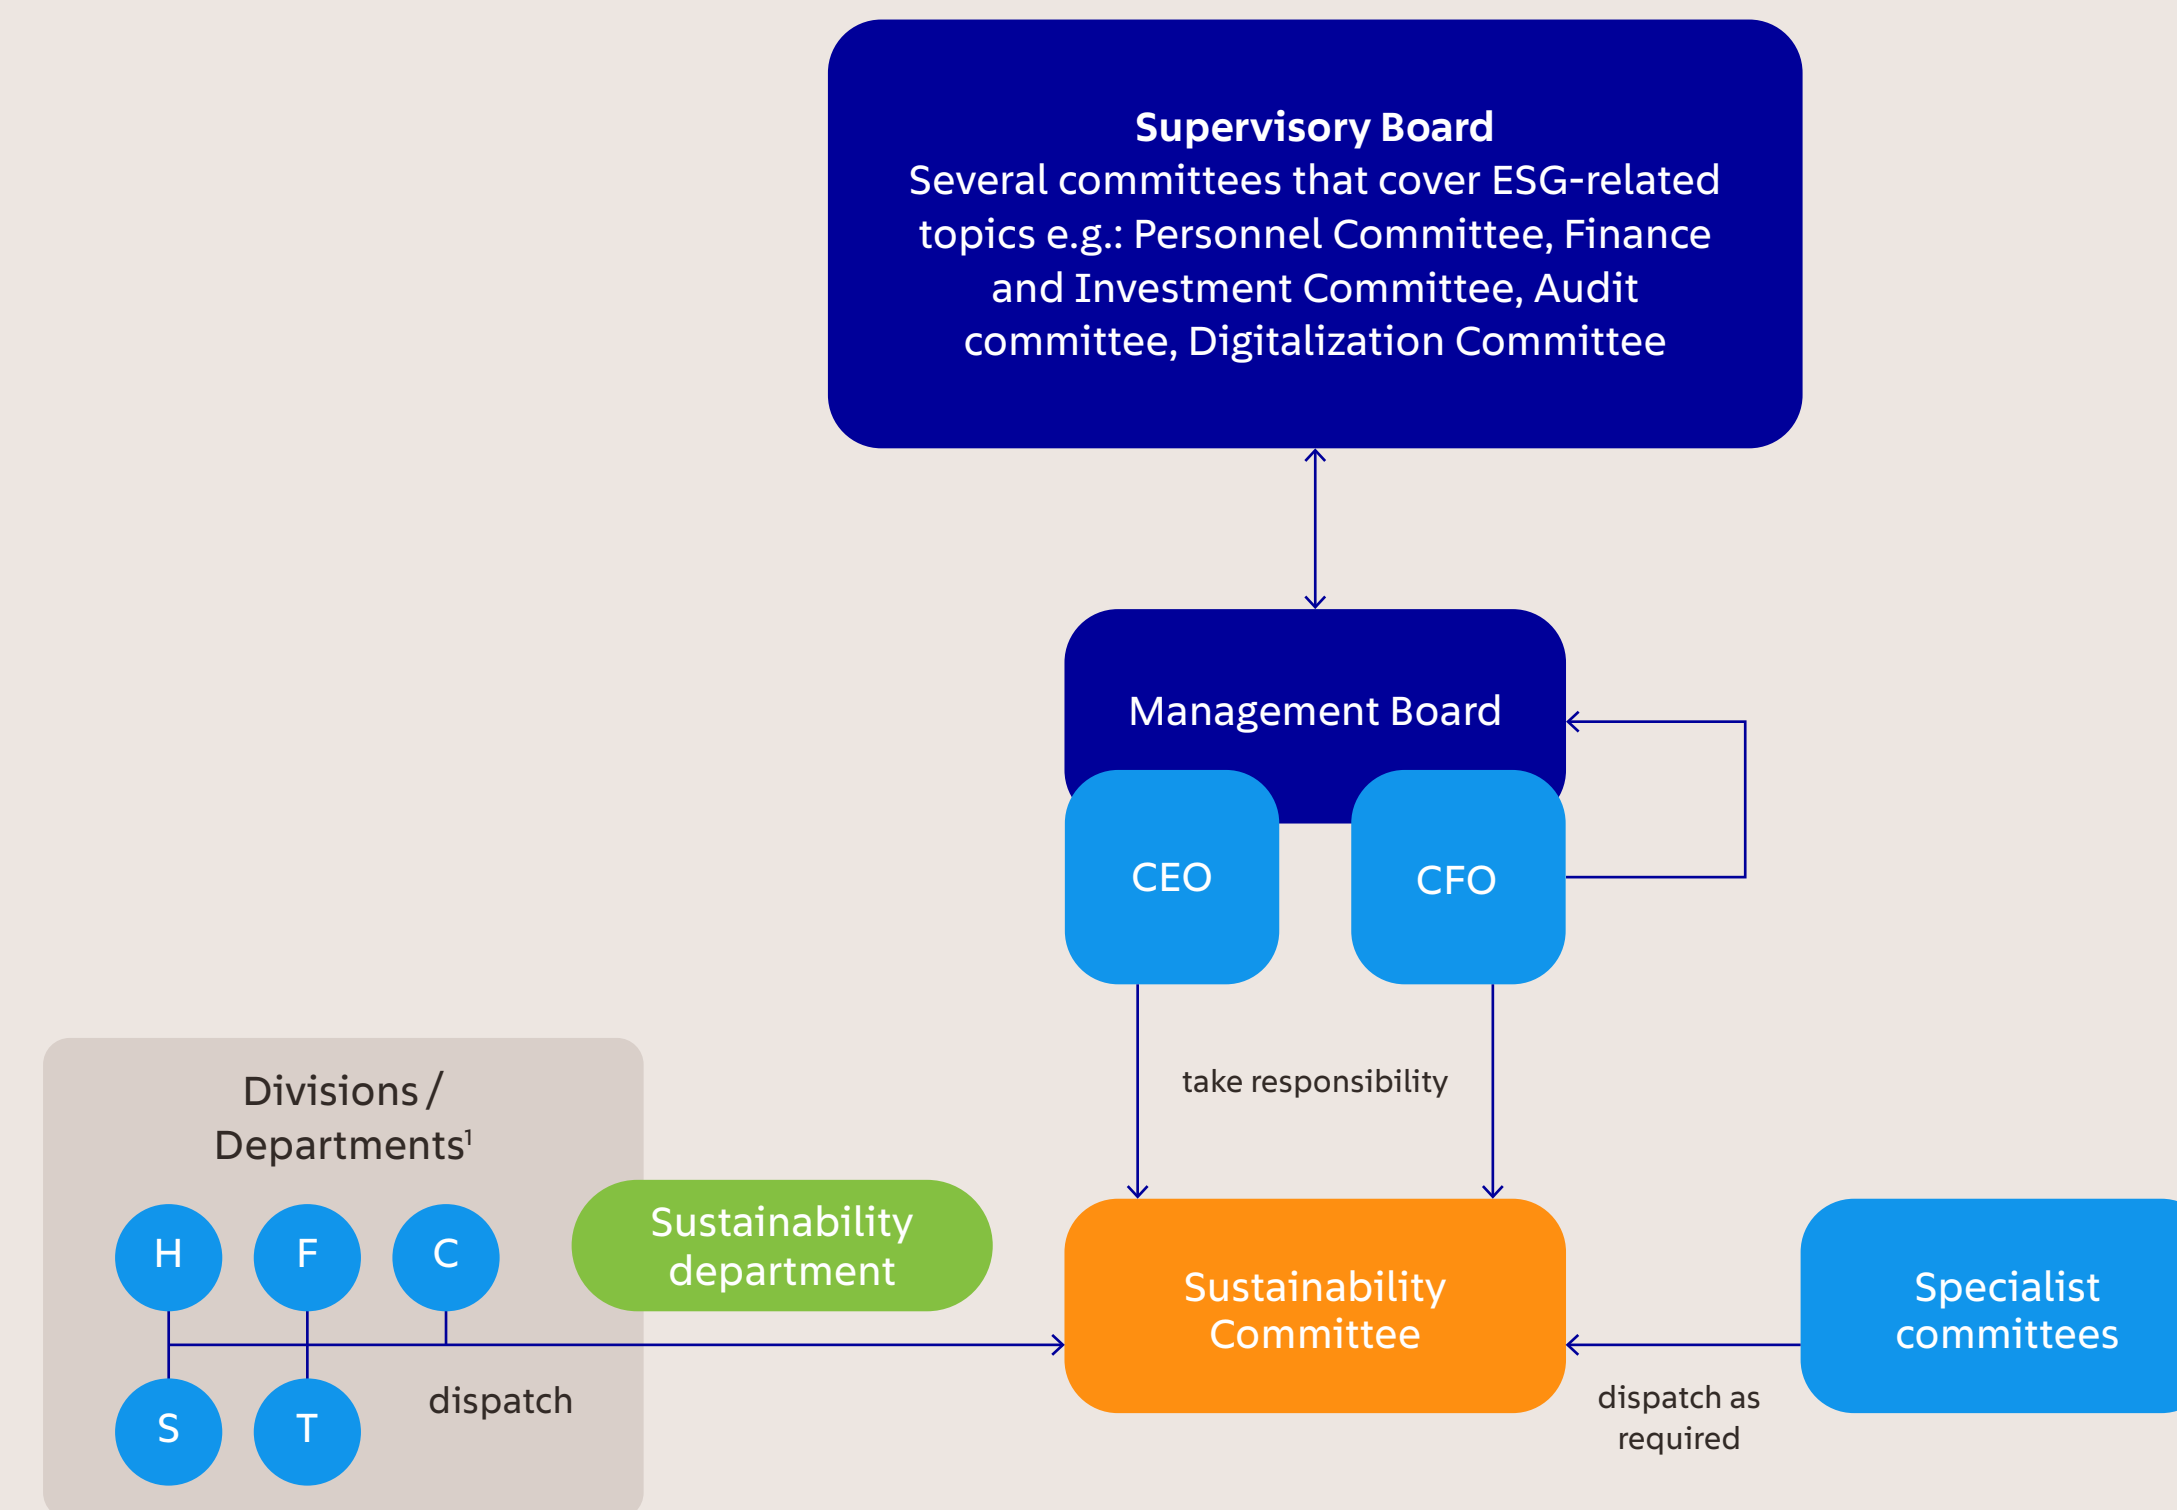 Supervisory Board
Several committees that cover ESG-related
topics e.g.: Personnel Committee, Finance
and Investment Committee, Audit
committee, Digitalization Committee
Management Board
CEO
CFO
take responsibility
Divisions /
Departments¹
H
F
C
S
T
dispatch
Sustainability
department
Sustainability
Committee
Specialist
committees
dispatch as
required